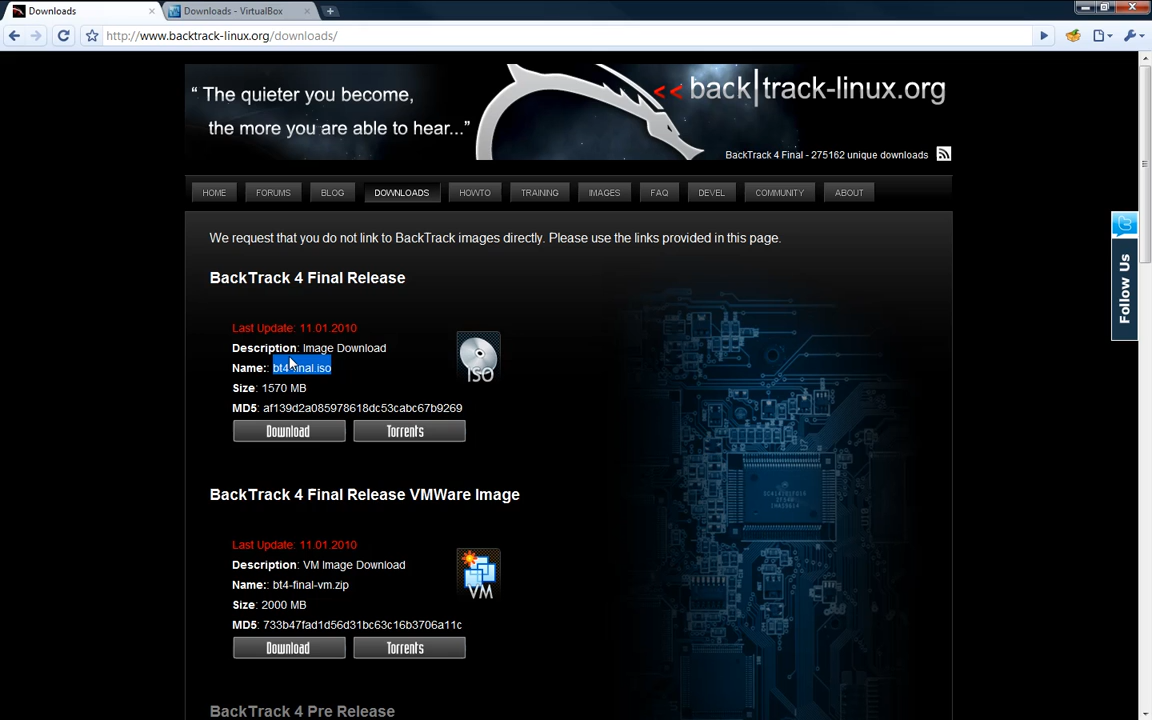 Downloads
Downloads - VirtualBox
http://www.backtrack-linux.org/downloads/
“ The quieter you become,
the more you are able to hear...”
<< back|track-linux.org
BackTrack 4 Final - 275162 unique downloads
HOME
FORUMS
BLOG
DOWNLOADS
HOWTO
TRAINING
IMAGES
FAQ
DEVEL
COMMUNITY
ABOUT
We request that you do not link to BackTrack images directly. Please use the links provided in this page.
BackTrack 4 Final Release
Last Update: 11.01.2010
Description: Image Download
Name:: bt4-final.iso
Size: 1570 MB
MD5: af139d2a085978618dc53cabc67b9269
ISO
Download
Torrents
BackTrack 4 Final Release VMWare Image
Last Update: 11.01.2010
Description: VM Image Download
Name:: bt4-final-vm.zip
Size: 2000 MB
MD5: 733b47fad1d56d31bc63c16b3706a11c
VM
Download
Torrents
BackTrack 4 Pre Release
Follow Us